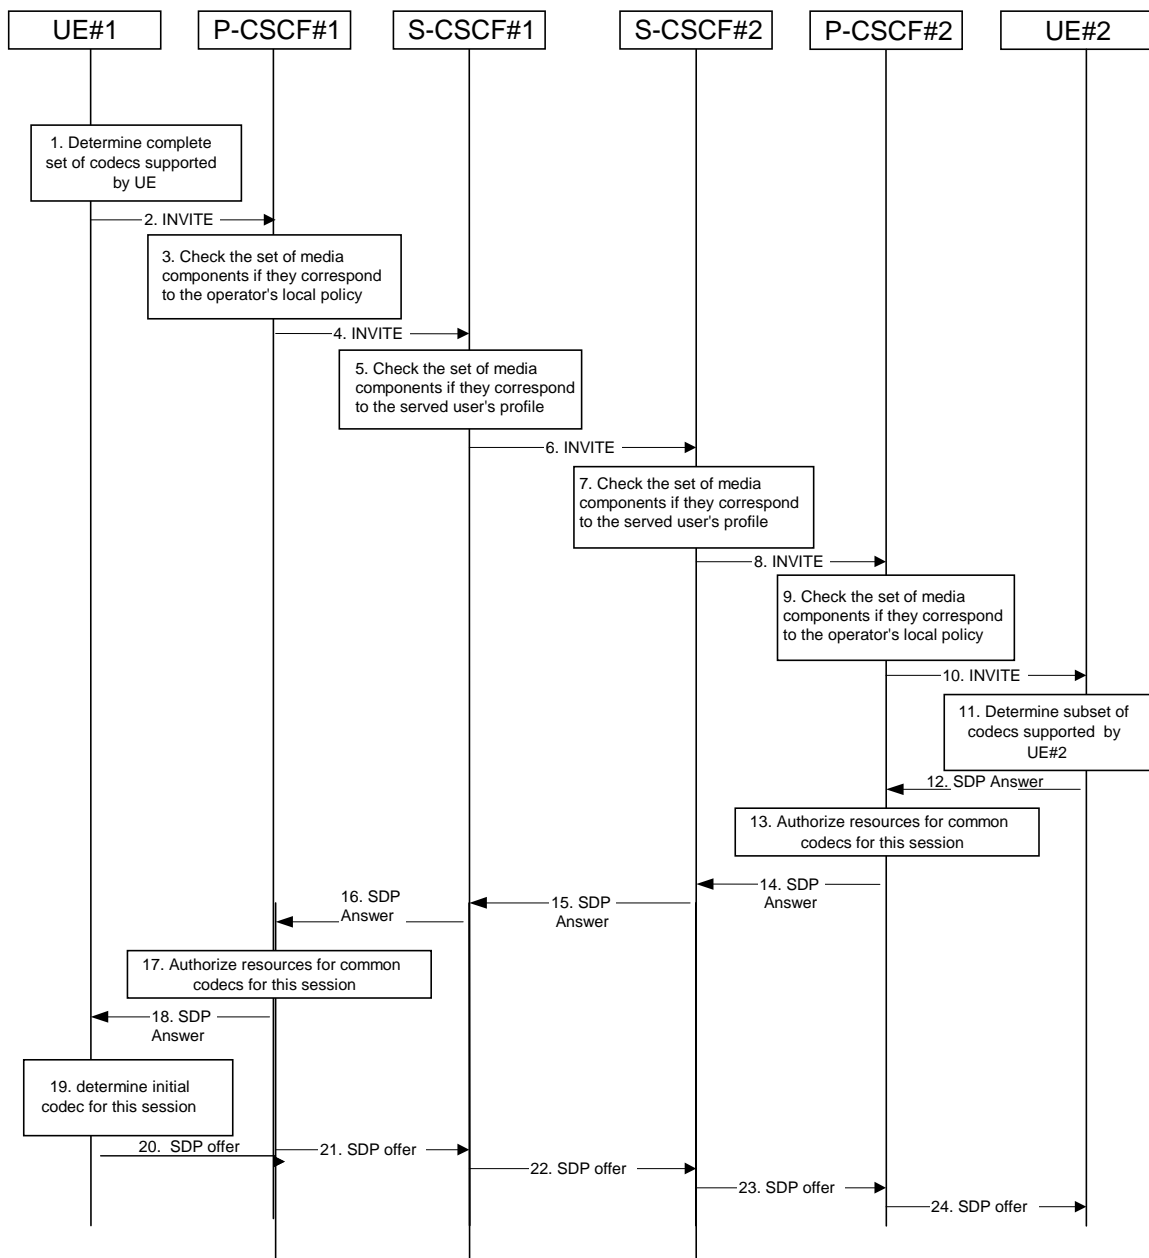 UE#1
P-CSCF#1
S-CSCF#1
S-CSCF#2
P-CSCF#2
UE#2
1. Determine complete
set of codecs supported
by UE
2. INVITE
3. Check the set of media
components if they correspond
to the operator's local policy
4. INVITE
5. Check the set of media
components if they correspond
to the served user's profile
6. INVITE
7. Check the set of media
components if they correspond
to the served user's profile
8. INVITE
9. Check the set of media
components if they correspond
to the operator's local policy
10. INVITE
11. Determine subset of
codecs supported by
UE#2
12. SDP Answer
13. Authorize resources for common
codecs for this session
14. SDP
Answer
15. SDP
Answer
16. SDP
Answer
17. Authorize resources for common
codecs for this session
18. SDP
Answer
19. determine initial
codec for this session
20. SDP offer
21. SDP offer
22. SDP offer
23. SDP offer
24. SDP offer